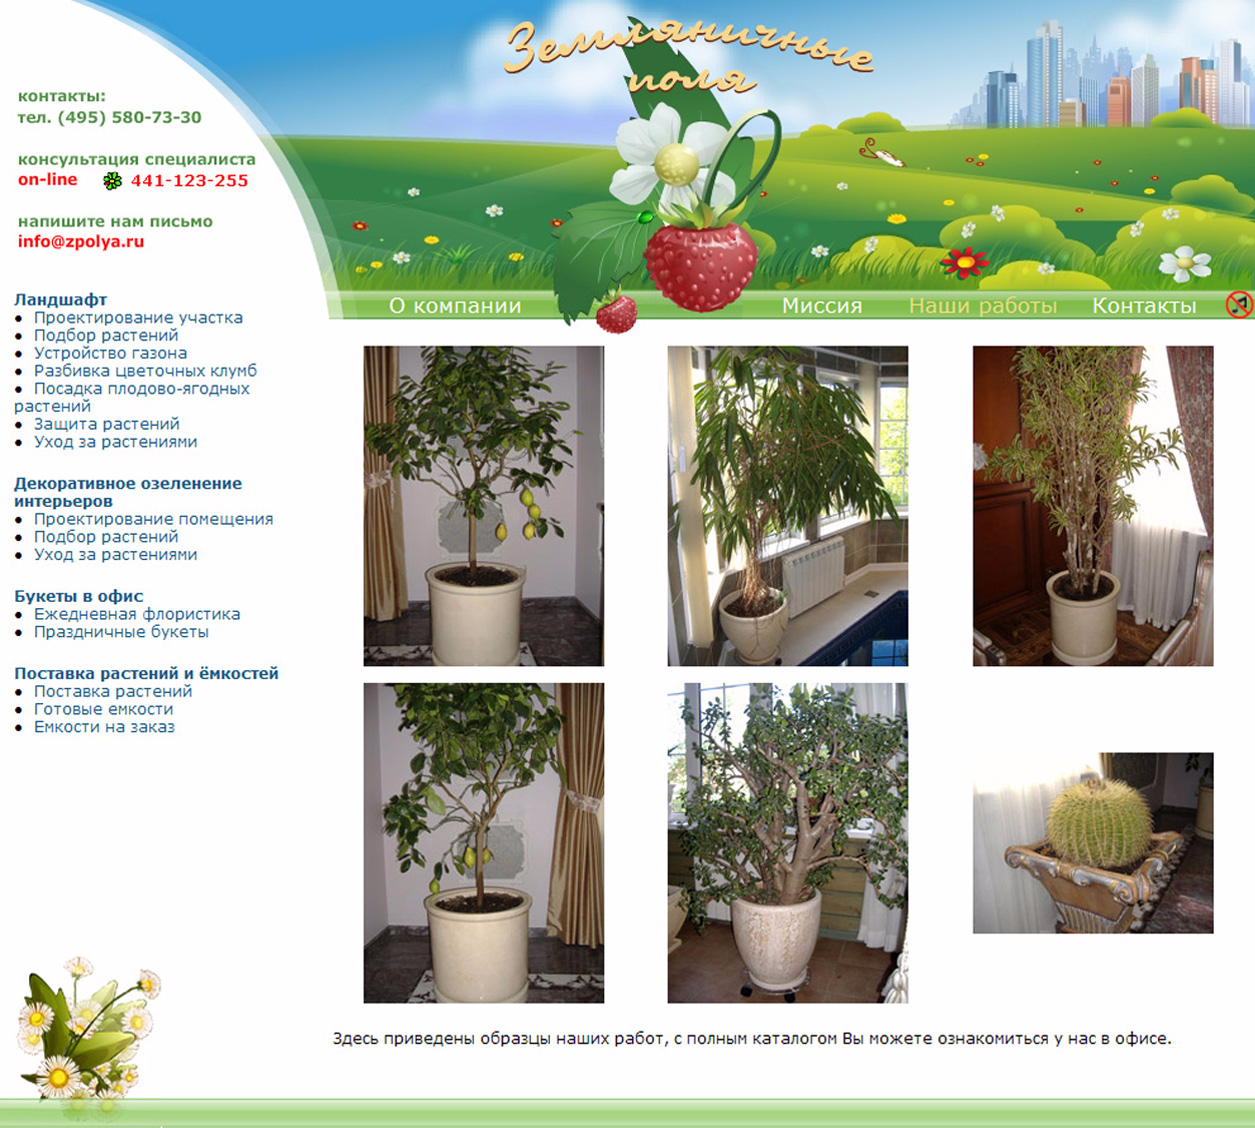 Земляничные
поля
контакты:
тел. (495) 580-73-30
консультация специалиста
on-line 441-123-255
напишите нам письмо
info@zpolya.ru
О компании Миссия Наши работы Контакты
Ландшафт
● Проектирование участка
● Подбор растений
● Устройство газона
● Разбивка цветочных клумб
● Посадка плодово-ягодных
растений
● Защита растений
● Уход за растениями
Декоративное озеленение
интерьеров
● Проектирование помещения
● Подбор растений
● Уход за растениями
Букеты в офис
● Ежедневная флористика
● Праздничные букеты
Поставка растений и ёмкостей
● Поставка растений
● Готовые емкости
● Емкости на заказ
Здесь приведены образцы наших работ, с полным каталогом Вы можете ознакомиться у нас в офисе.